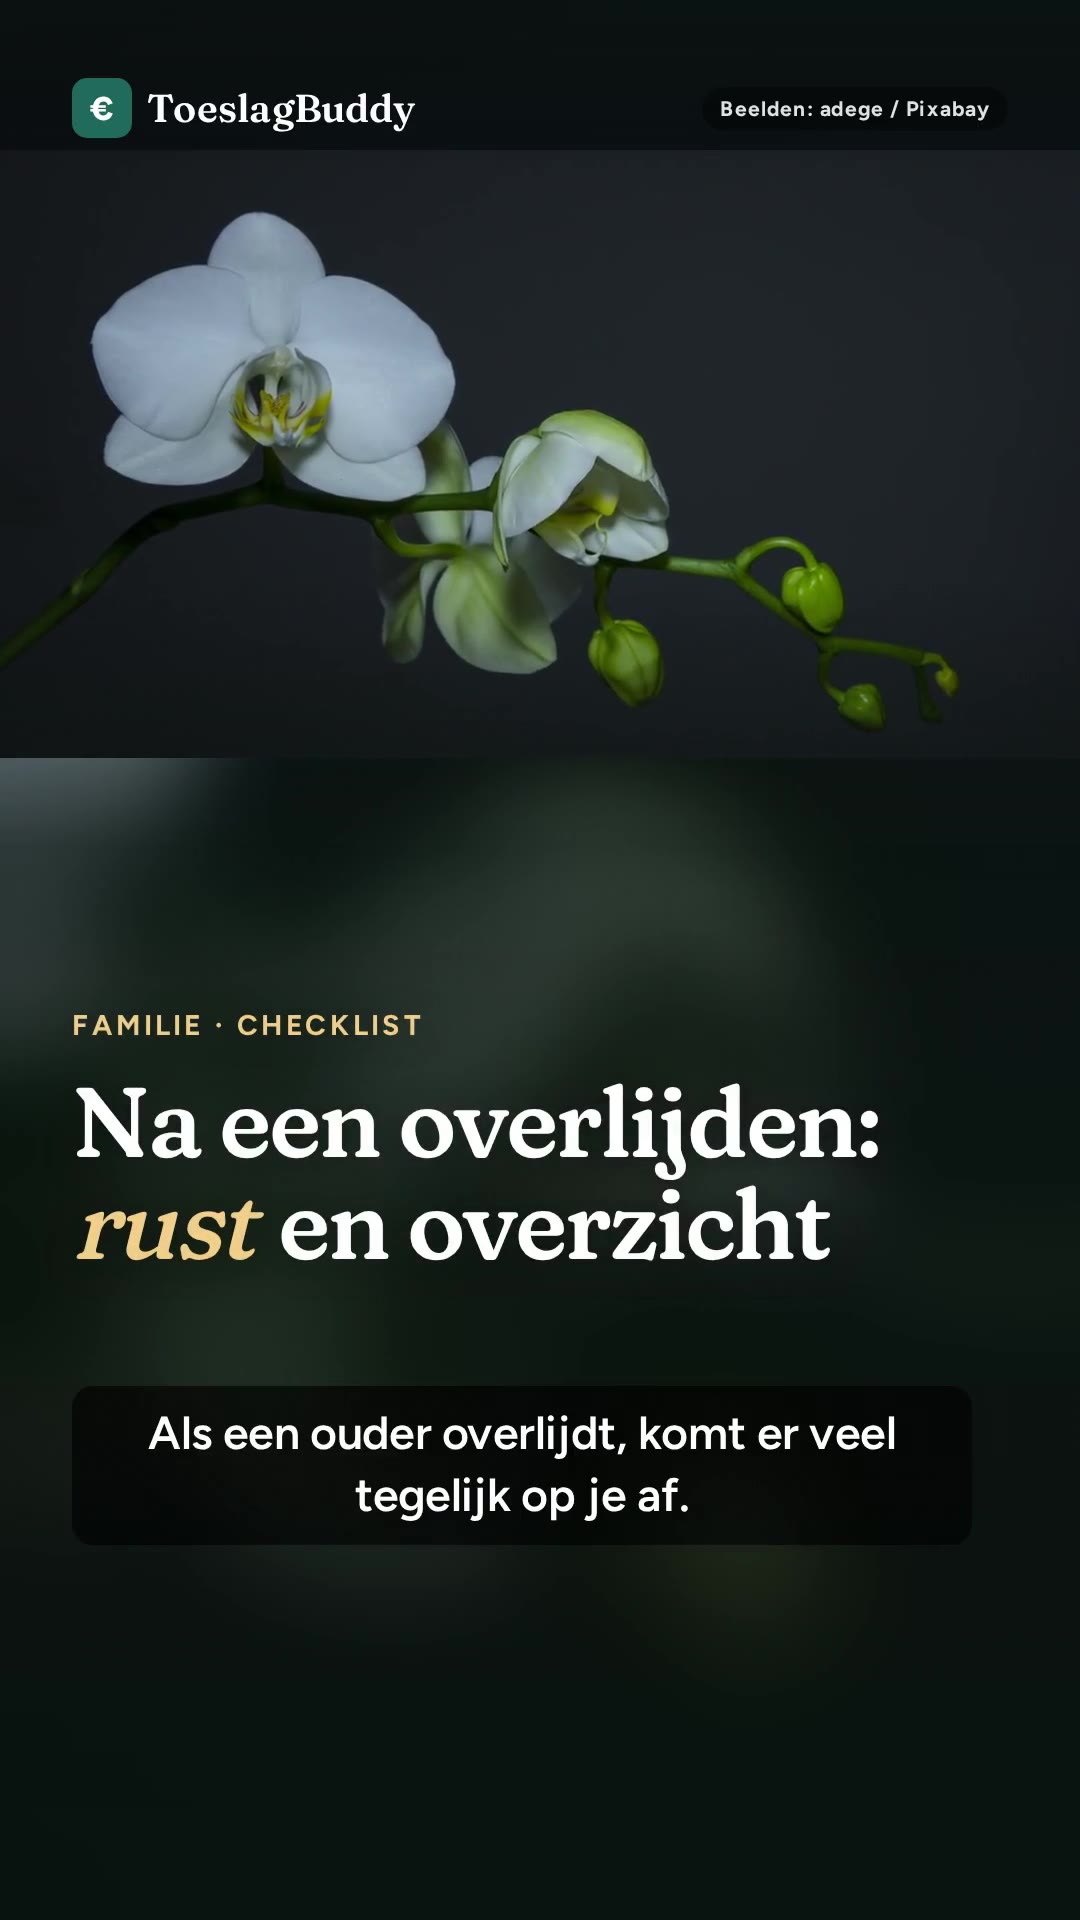 € ToeslagBuddy
Beelden: adege / Pixabay
FAMILIE · CHECKLIST
Na een overlijden:
rust en overzicht
Als een ouder overlijdt, komt er veel
tegelijk op je af.